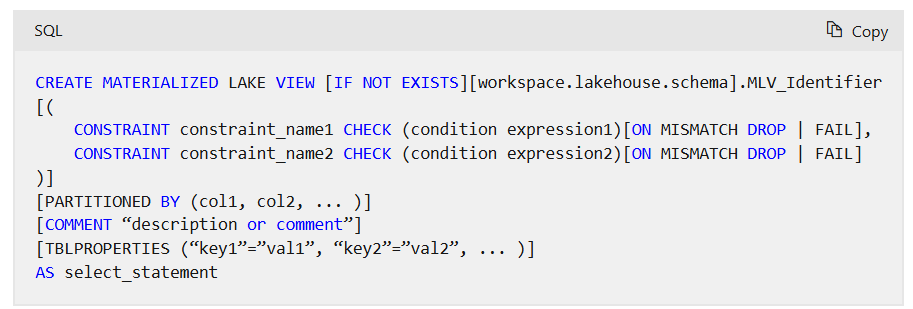 SQL
Copy
CREATE MATERIALIZED LAKE VIEW [IF NOT EXISTS][workspace.lakehouse.schema].MLV_Identifier
[(
    CONSTRAINT constraint_name1 CHECK (condition expression1)[ON MISMATCH DROP | FAIL],
    CONSTRAINT constraint_name2 CHECK (condition expression2)[ON MISMATCH DROP | FAIL]
)]
[PARTITIONED BY (col1, col2, ... )]
[COMMENT “description or comment”]
[TBLPROPERTIES (“key1”=”val1”, “key2”=”val2”, ... )]
AS select_statement